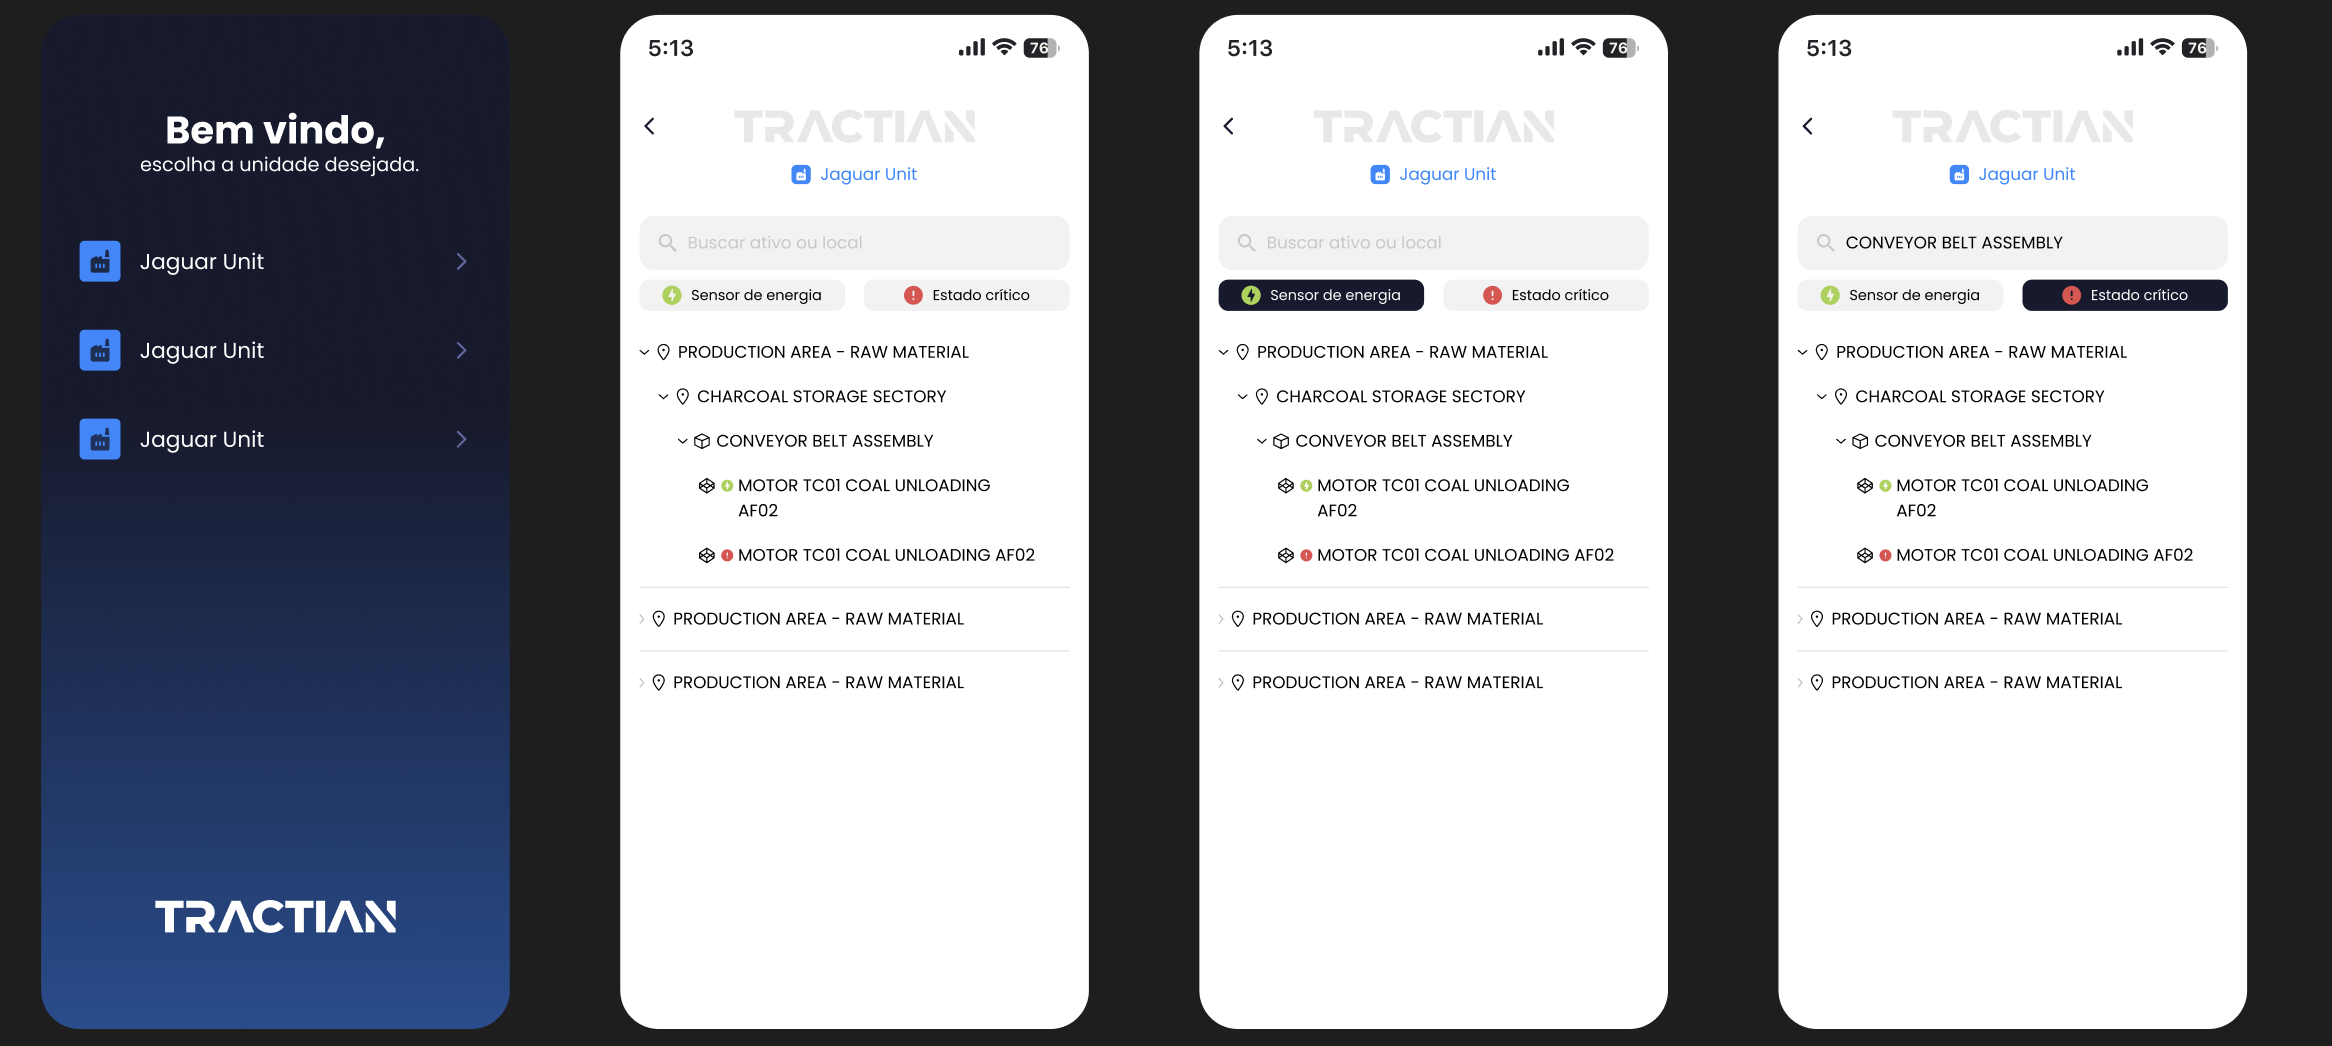 Bem vindo,
escolha a unidade desejada.
Jaguar Unit
Jaguar Unit
Jaguar Unit
TRACTIAN
5:13
76
TRACTIAN
Jaguar Unit
Buscar ativo ou local
Sensor de energia
Estado crítico
PRODUCTION AREA - RAW MATERIAL
CHARCOAL STORAGE SECTORY
CONVEYOR BELT ASSEMBLY
MOTOR TC01 COAL UNLOADING
AF02
MOTOR TC01 COAL UNLOADING AF02
PRODUCTION AREA - RAW MATERIAL
PRODUCTION AREA - RAW MATERIAL
5:13
76
TRACTIAN
Jaguar Unit
Buscar ativo ou local
Sensor de energia
Estado crítico
PRODUCTION AREA - RAW MATERIAL
CHARCOAL STORAGE SECTORY
CONVEYOR BELT ASSEMBLY
MOTOR TC01 COAL UNLOADING
AF02
MOTOR TC01 COAL UNLOADING AF02
PRODUCTION AREA - RAW MATERIAL
PRODUCTION AREA - RAW MATERIAL
5:13
76
TRACTIAN
Jaguar Unit
CONVEYOR BELT ASSEMBLY
Sensor de energia
Estado crítico
PRODUCTION AREA - RAW MATERIAL
CHARCOAL STORAGE SECTORY
CONVEYOR BELT ASSEMBLY
MOTOR TC01 COAL UNLOADING
AF02
MOTOR TC01 COAL UNLOADING AF02
PRODUCTION AREA - RAW MATERIAL
PRODUCTION AREA - RAW MATERIAL